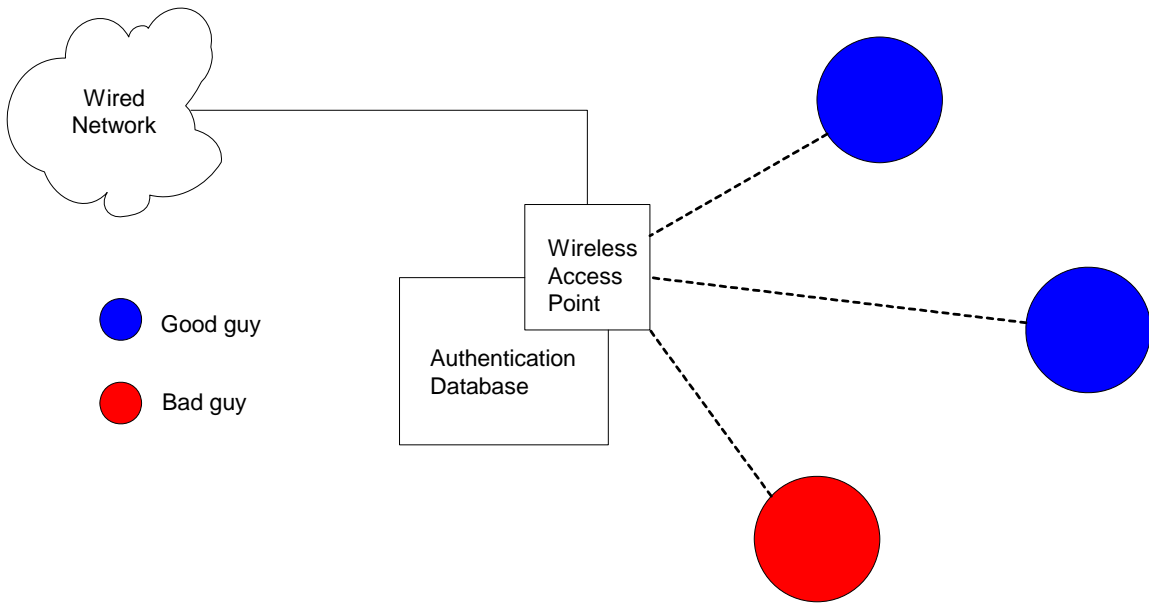 Wired
Network
Wireless
Access
Point
Good guy
Authentication
Database
Bad guy